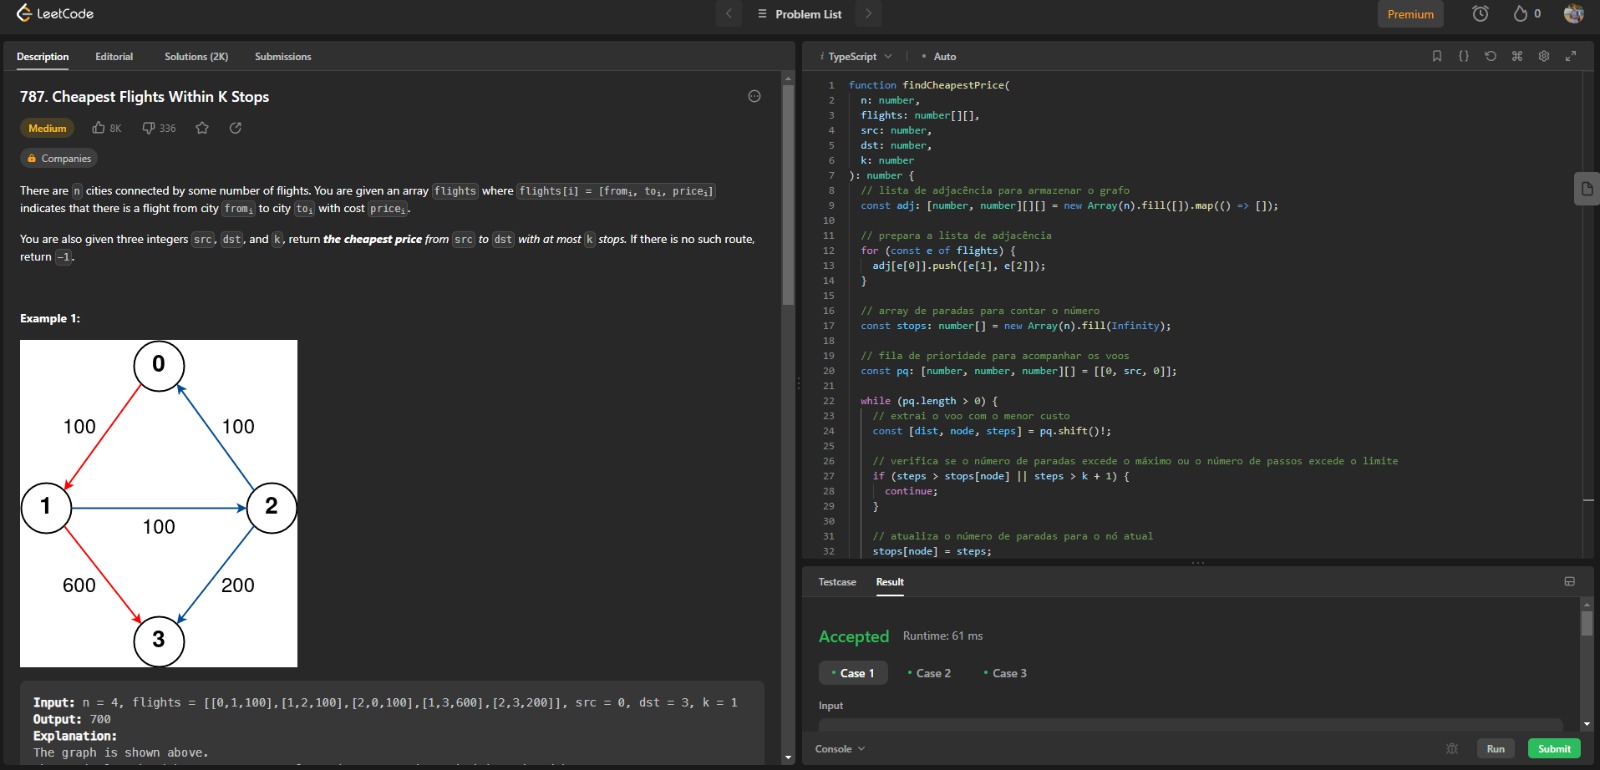 LeetCode
Problem List
Premium
0
Description
Editorial
Solutions (2K)
Submissions
787. Cheapest Flights Within K Stops
Medium
8K
336
Companies
There are n cities connected by some number of flights. You are given an array flights where flights[i] = [fromi, toi, pricei]
indicates that there is a flight from city fromi to city toi with cost pricei.
You are also given three integers src, dst, and k, return the cheapest price from src to dst with at most k stops. If there is no such route,
return -1.
Example 1:
0
100
100
1
2
100
600
200
3
Input: n = 4, flights = [[0,1,100],[1,2,100],[2,0,100],[1,3,600],[2,3,200]], src = 0, dst = 3, k = 1
Output: 700
Explanation:
The graph is shown above.
i TypeScript
Auto
1 function findCheapestPrice(
2 n: number,
3 flights: number[][],
4 src: number,
5 dst: number,
6 k: number
7 ): number {
8 // lista de adjacência para armazenar o grafo
9 const adj: [number, number][][] = new Array(n).fill([]).map(() => []);
10
11 // prepara a lista de adjacência
12 for (const e of flights) {
13 adj[e[0]].push([e[1], e[2]]);
14 }
15
16 // array de paradas para contar o número
17 const stops: number[] = new Array(n).fill(Infinity);
18
19 // fila de prioridade para acompanhar os voos
20 const pq: [number, number, number][] = [[0, src, 0]];
21
22 while (pq.length > 0) {
23 // extrai o voo com o menor custo
24 const [dist, node, steps] = pq.shift()!;
25
26 // verifica se o número de paradas excede o máximo ou o número de passos excede o limite
27 if (steps > stops[node] || steps > k + 1) {
28 continue;
29 }
30
31 // atualiza o número de paradas para o nó atual
32 stops[node] = steps;
Testcase
Result
Accepted
Runtime: 61 ms
Case 1
Case 2
Case 3
Input
Console
Run
Submit